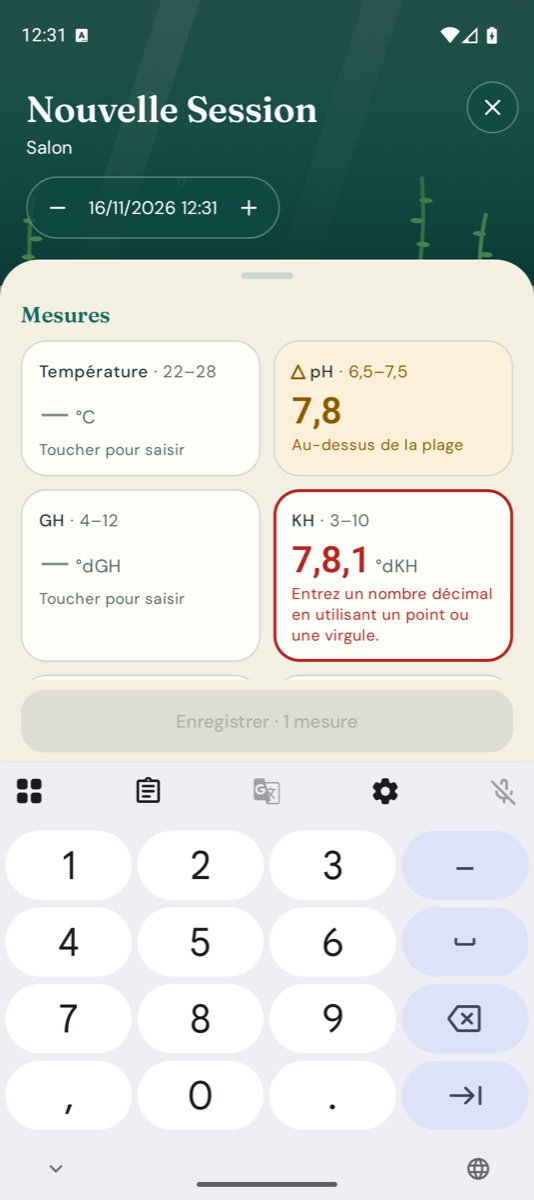 12:31
Nouvelle Session
Salon
− 16/11/2026 12:31 +
Mesures
Température · 22–28
— °C
Toucher pour saisir
△ pH · 6,5–7,5
7,8
Au-dessus de la plage
GH · 4–12
— °dGH
Toucher pour saisir
KH · 3–10
7,8,1 °dKH
Entrez un nombre décimal
en utilisant un point ou
une virgule.
Enregistrer · 1 mesure
1 2 3 −
4 5 6
7 8 9
, 0 .